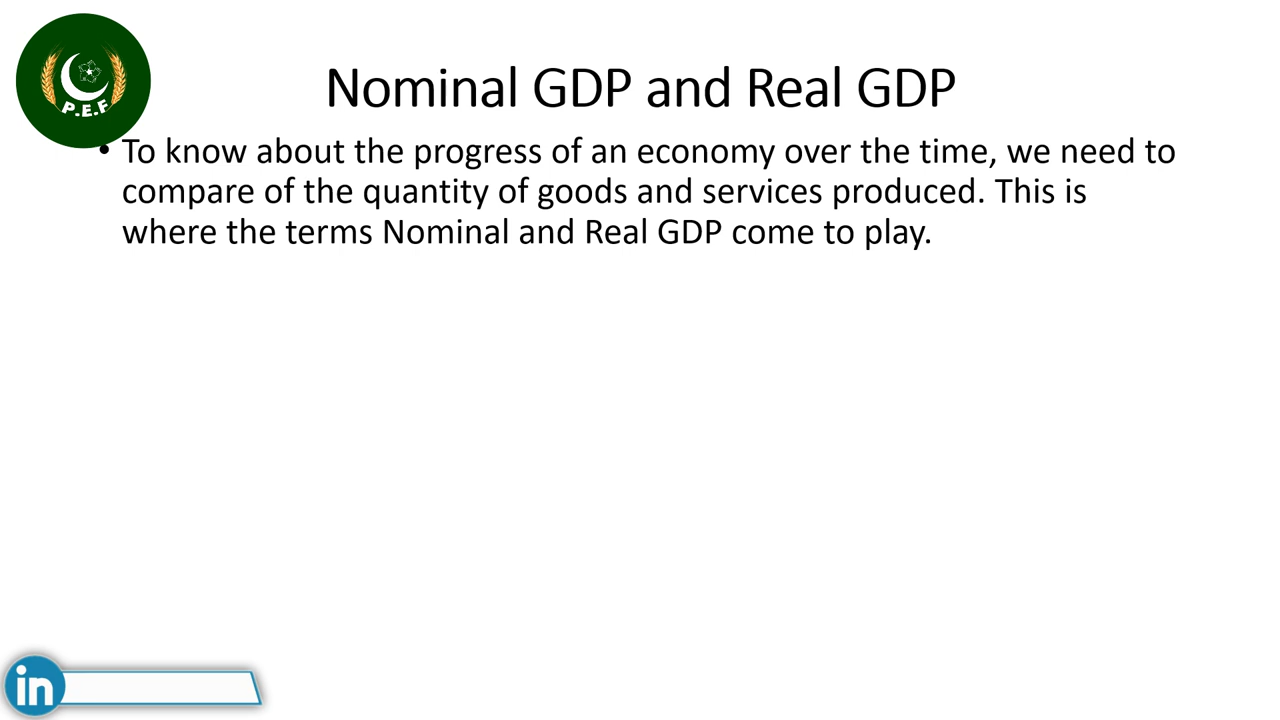 P.E.F
Nominal GDP and Real GDP
• To know about the progress of an economy over the time, we need to
compare of the quantity of goods and services produced. This is
where the terms Nominal and Real GDP come to play.
in